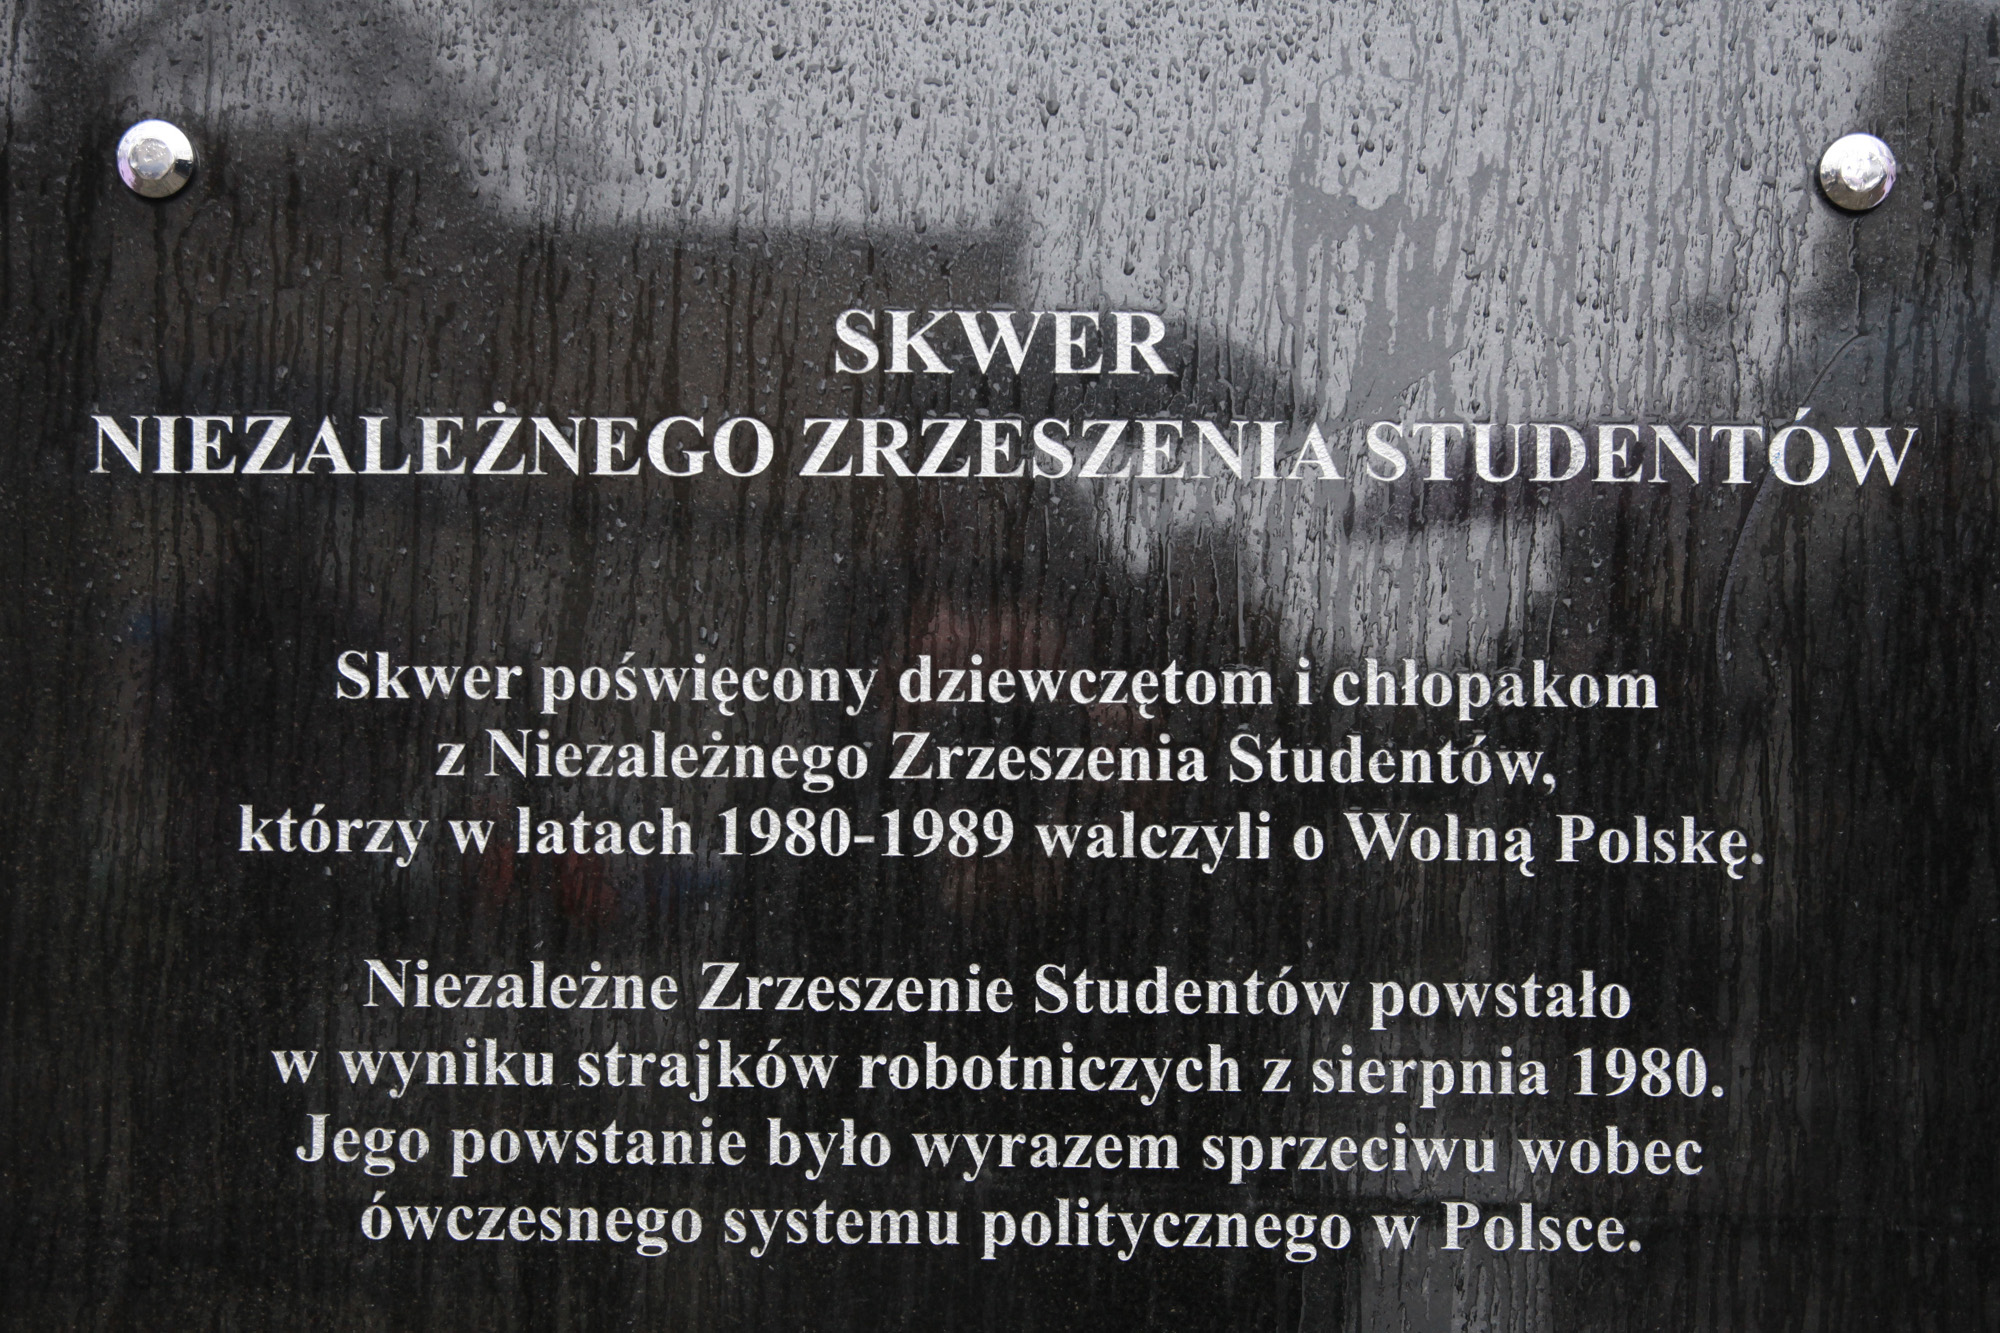 SKWER
NIEZALEŻNEGO ZRZESZENIA STUDENTÓW
Skwer poświęcony dziewczętom i chłopakom
z Niezależnego Zrzeszenia Studentów,
którzy w latach 1980-1989 walczyli o Wolną Polskę.
Niezależne Zrzeszenie Studentów powstało
w wyniku strajków robotniczych z sierpnia 1980.
Jego powstanie było wyrazem sprzeciwu wobec
ówczesnego systemu politycznego w Polsce.